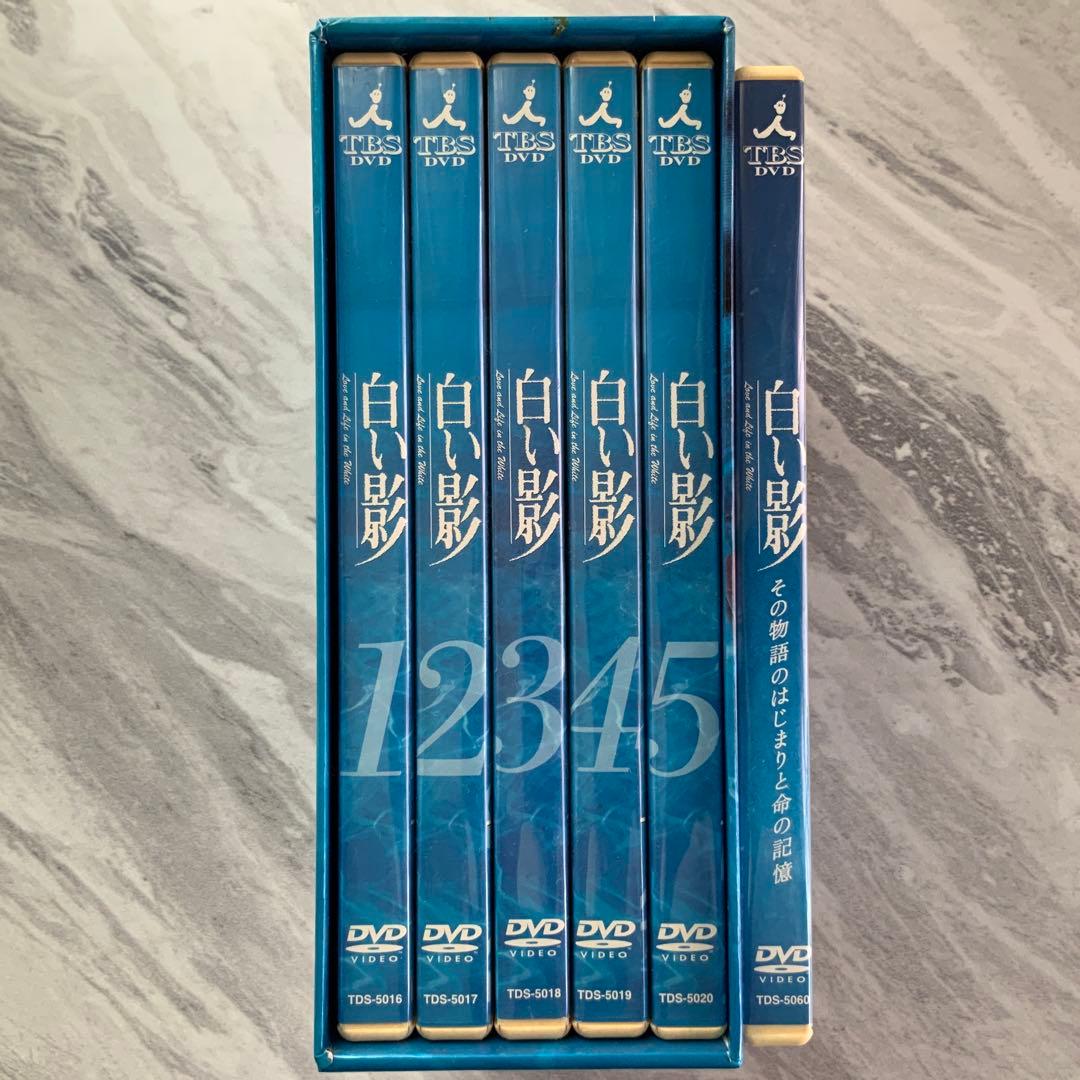 TBS
DVD
白い影
Love and Life in the White
1
DVD
VIDEO
TDS-5016
TBS
DVD
白い影
Love and Life in the White
2
DVD
VIDEO
TDS-5017
TBS
DVD
白い影
Love and Life in the White
3
DVD
VIDEO
TDS-5018
TBS
DVD
白い影
Love and Life in the White
4
DVD
VIDEO
TDS-5019
TBS
DVD
白い影
Love and Life in the White
5
DVD
VIDEO
TDS-5020
TBS
DVD
白い影
Love and Life in the White
その物語のはじまりと命の記憶
DVD
VIDEO
TDS-5060